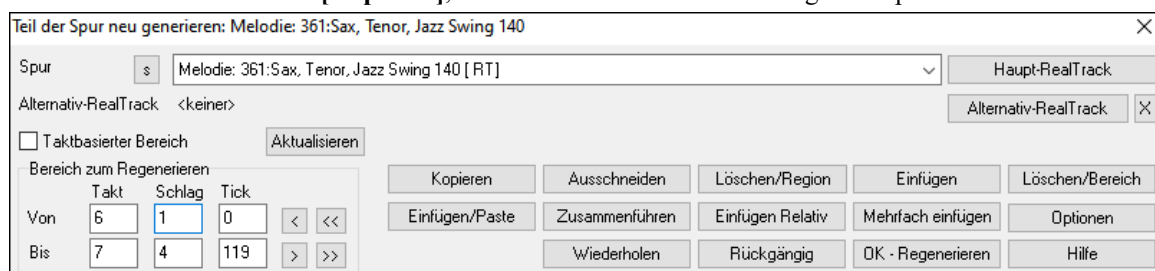 Teil der Spur neu generieren: Melodie: 361:Sax, Tenor, Jazz Swing 140 X
Spur s Melodie: 361:Sax, Tenor, Jazz Swing 140 [ RT] Haupt-RealTrack
Alternativ-RealTrack <keiner> Alternativ-RealTrack X
Taktbasierter Bereich Aktualisieren
Bereich zum Regenerieren
Kopieren Ausschneiden Löschen/Region Einfügen Löschen/Bereich
Takt Schlag Tick
Von 6 1 0 < << Einfügen/Paste Zusammenführen Einfügen Relativ Mehrfach einfügen Optionen
Bis 7 4 119 > >> Wiederholen Rückgängig OK - Regenerieren Hilfe